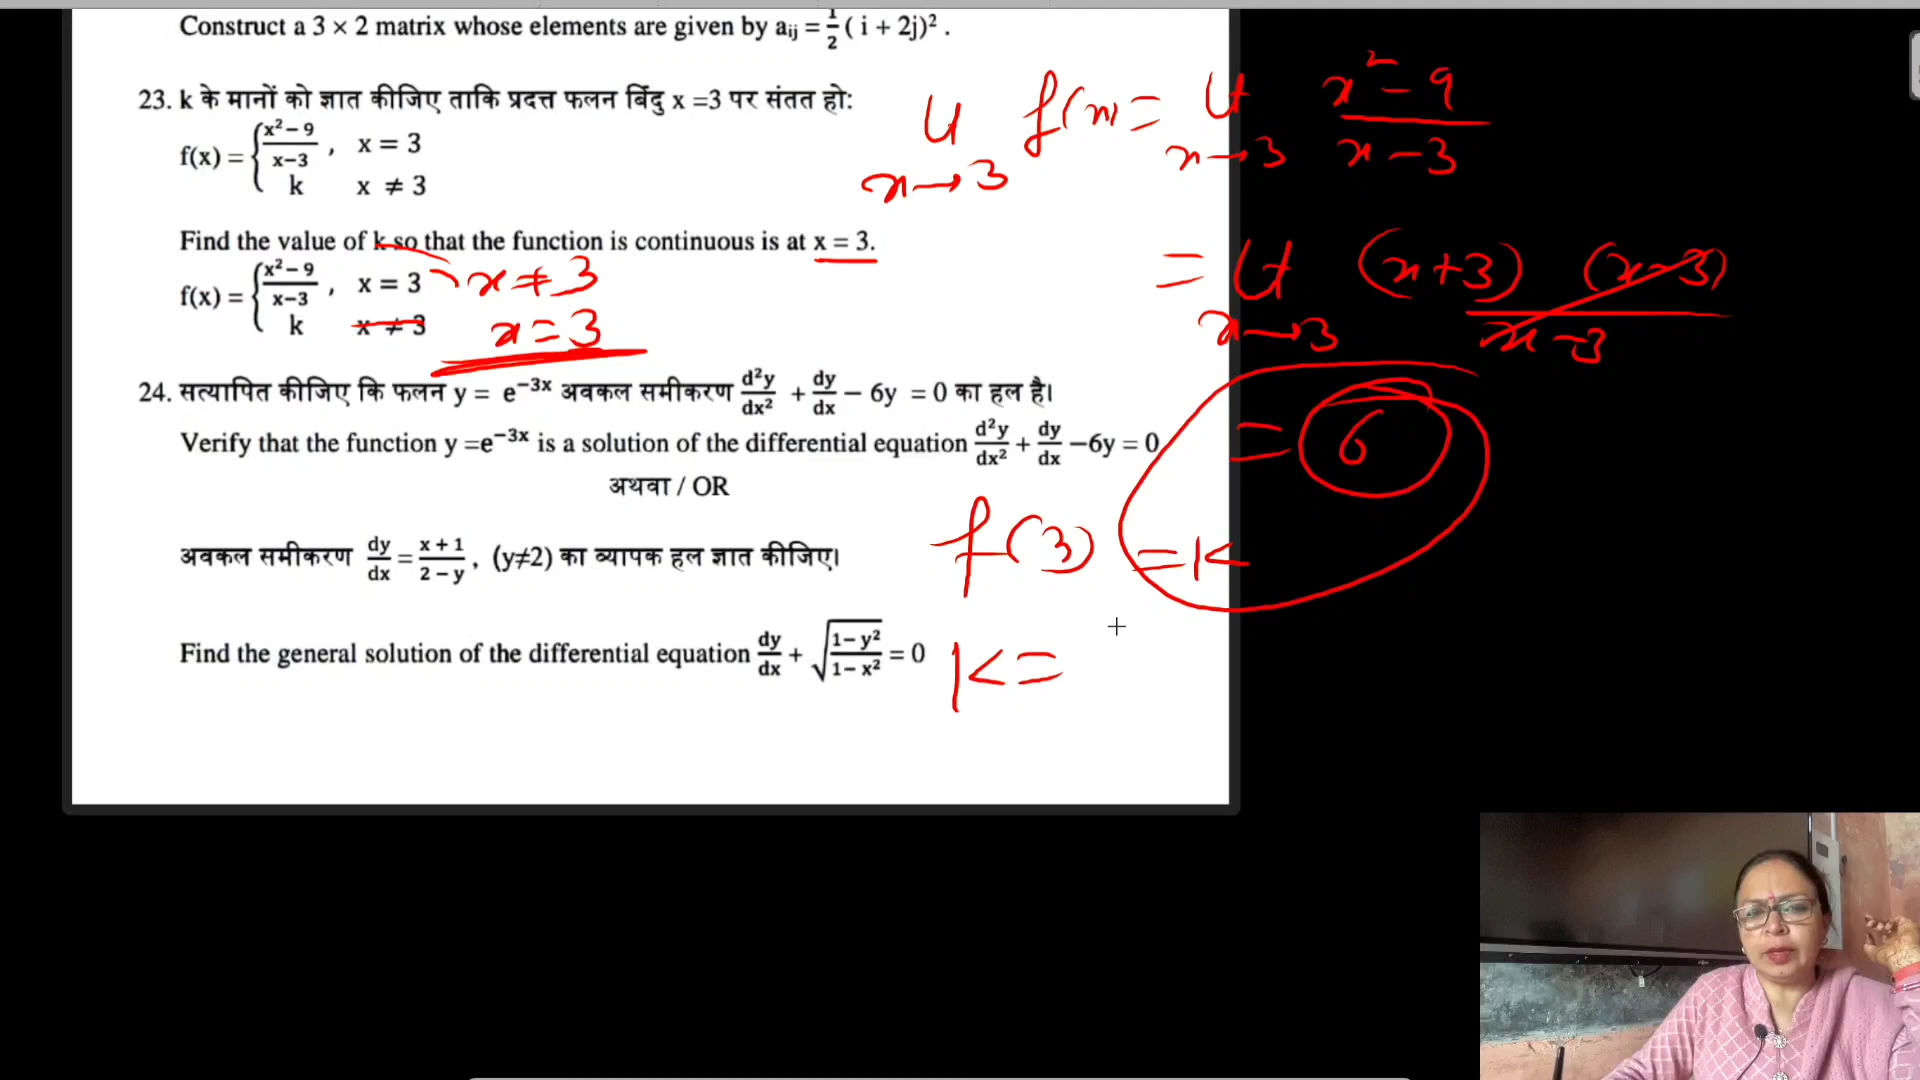 Construct a 3 × 2 matrix whose elements are given by aᵢⱼ = 1/2 ( i + 2j)² .
23. k के मानों को ज्ञात कीजिए ताकि प्रदत्त फलन बिंदु x =3 पर संतत हो:
f(x) = { (x² − 9)/(x−3) , x = 3
k x ≠ 3
Find the value of k so that the function is continuous is at x = 3.
f(x) = { (x² − 9)/(x−3) , x = 3 x ≠ 3
k x ≠ 3 x = 3
24. सत्यापित कीजिए कि फलन y = e⁻³ˣ अवकल समीकरण d²y/dx² + dy/dx − 6y = 0 का हल है।
Verify that the function y =e⁻³ˣ is a solution of the differential equation d²y/dx² + dy/dx −6y = 0
अथवा / OR
अवकल समीकरण dy/dx = (x + 1)/(2 − y) , (y≠2) का व्यापक हल ज्ञात कीजिए।
Find the general solution of the differential equation dy/dx + √((1− y²)/(1− x²)) = 0
Lt x→3 f(x) = Lt x→3 (x² − 9)/(x − 3)
= Lt x→3 (x+3) (x−3)/(x−3)
= 6
f(3) = K
K =